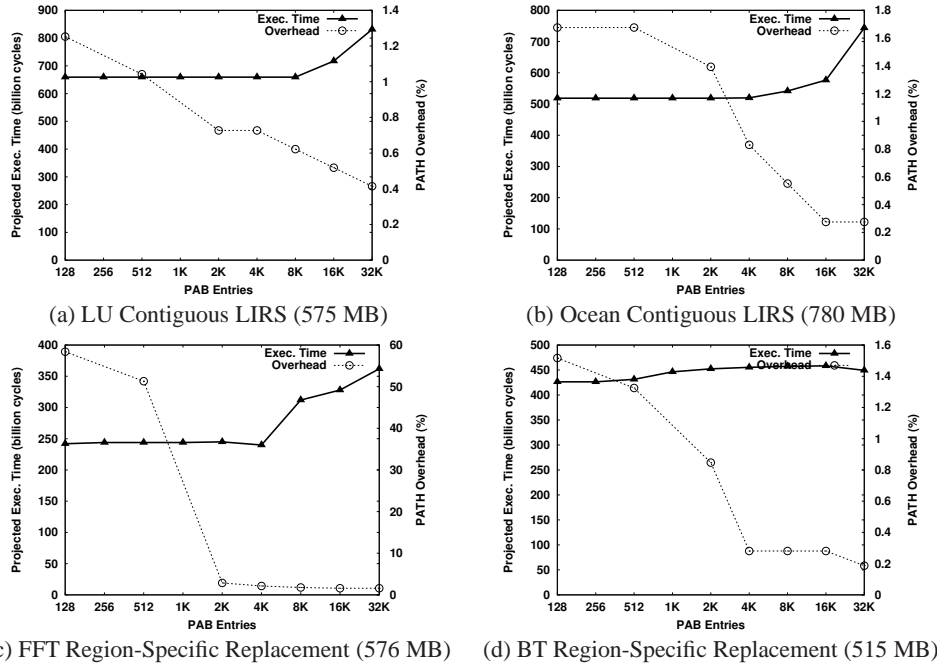 900
800
700
600
500
400
300
200
100
0
Projected Exec. Time (billion cycles)
Exec. Time
Overhead
1.4
1.2
1
0.8
0.6
0.4
0.2
0
PATH Overhead (%)
128 256 512 1K 2K 4K 8K 16K 32K
PAB Entries
(a) LU Contiguous LIRS (575 MB)
800
700
600
500
400
300
200
100
0
Projected Exec. Time (billion cycles)
Exec. Time
Overhead
1.8
1.6
1.4
1.2
1
0.8
0.6
0.4
0.2
0
PATH Overhead (%)
128 256 512 1K 2K 4K 8K 16K 32K
PAB Entries
(b) Ocean Contiguous LIRS (780 MB)
400
350
300
250
200
150
100
50
0
Projected Exec. Time (billion cycles)
Exec. Time
Overhead
60
50
40
30
20
10
0
PATH Overhead (%)
128 256 512 1K 2K 4K 8K 16K 32K
PAB Entries
) FFT Region-Specific Replacement (576 MB)
500
450
400
350
300
250
200
150
100
50
0
Projected Exec. Time (billion cycles)
Exec. Time
Overhead
1.6
1.4
1.2
1
0.8
0.6
0.4
0.2
0
PATH Overhead (%)
128 256 512 1K 2K 4K 8K 16K 32K
PAB Entries
(d) BT Region-Specific Replacement (515 MB)